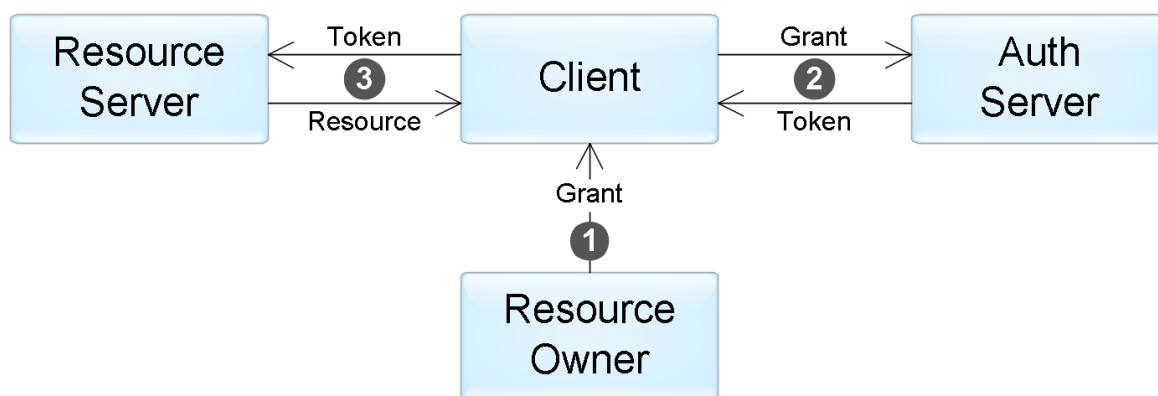 Resource
Server
Token
3
Resource
Client
Grant
2
Token
Auth
Server
Grant
1
Resource
Owner